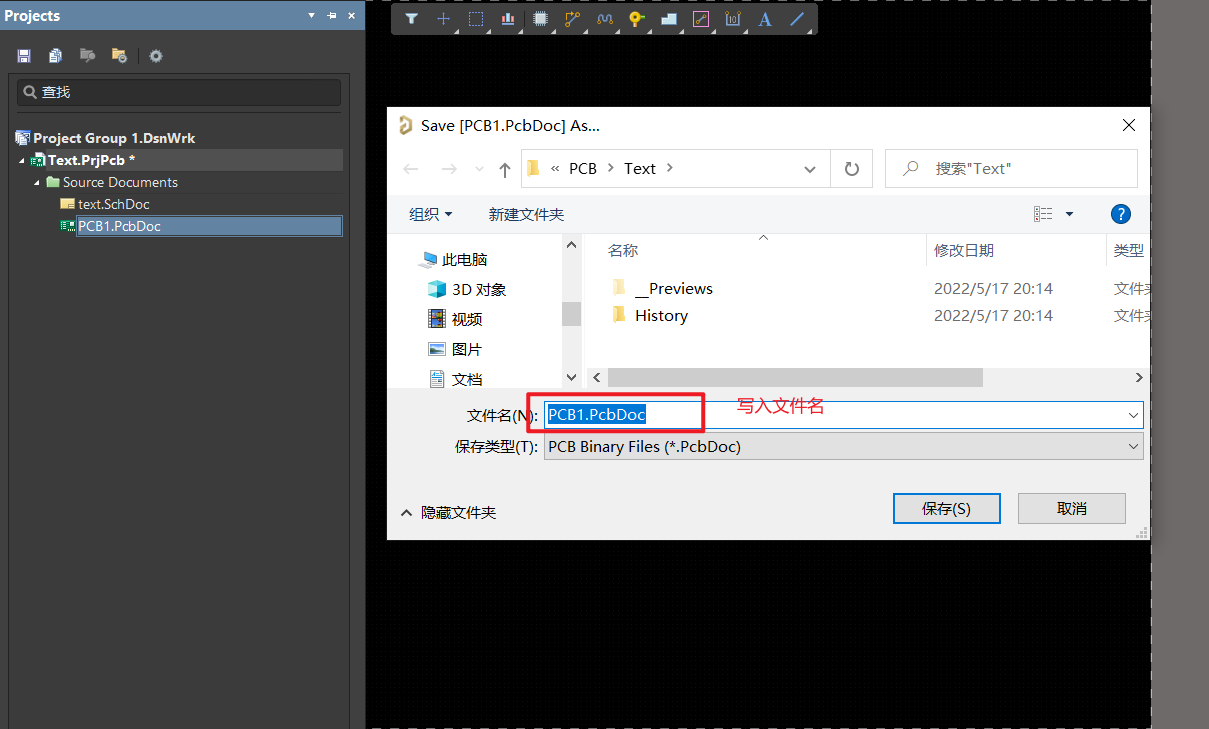 Projects
查找
Project Group 1.DsnWrk
Text.PrjPcb *
Source Documents
text.SchDoc
PCB1.PcbDoc
10
A
Save [PCB1.PcbDoc] As...
« PCB > Text >
搜索"Text"
组织
新建文件夹
?
此电脑
3D 对象
视频
图片
文档
名称
修改日期
类型
__Previews
2022/5/17 20:14
文件夹
History
2022/5/17 20:14
文件夹
文件名(N):
PCB1.PcbDoc
写入文件名
保存类型(T):
PCB Binary Files (*.PcbDoc)
隐藏文件夹
保存(S)
取消